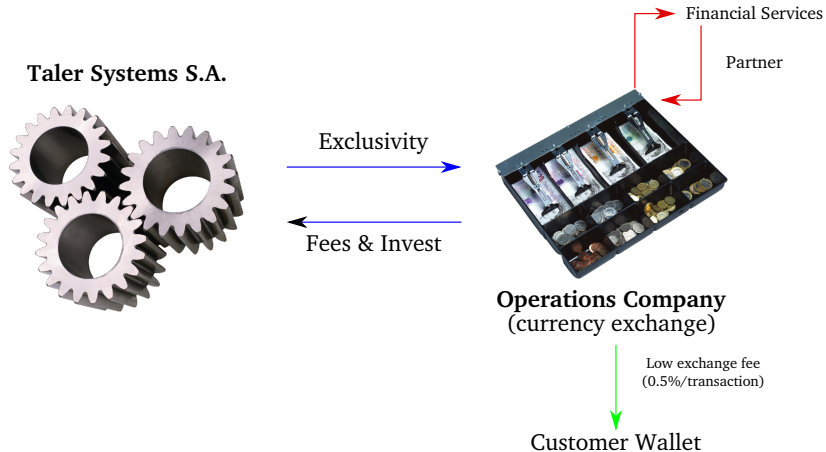 Financial Services
Partner
Taler Systems S.A.
Exclusivity
Fees & Invest
Operations Company
(currency exchange)
Low exchange fee
(0.5%/transaction)
Customer Wallet